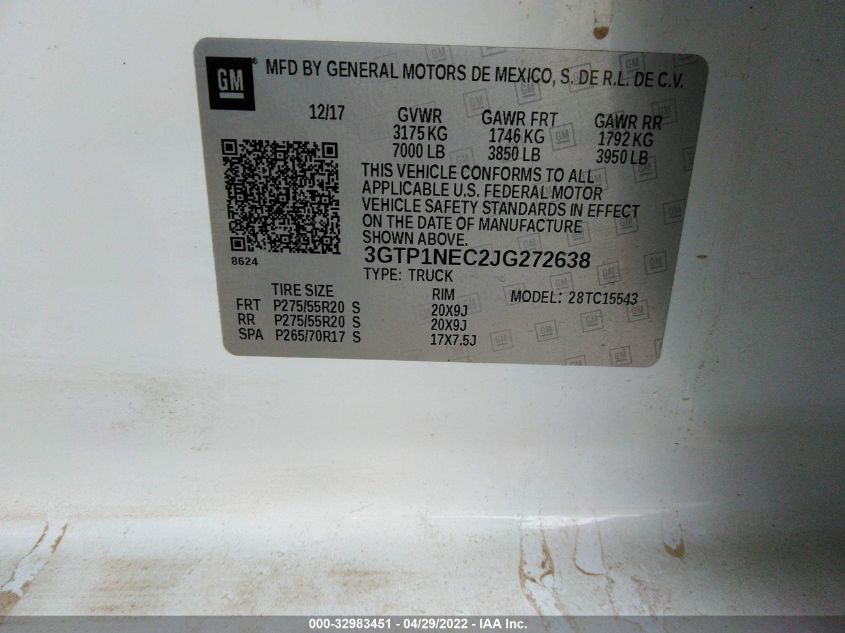 GM
MFD BY GENERAL MOTORS DE MEXICO, S. DE R.L. DE C.V.
12/17 GVWR GAWR FRT GAWR RR
3175 KG 1746 KG 1792 KG
7000 LB 3850 LB 3950 LB
THIS VEHICLE CONFORMS TO ALL
APPLICABLE U.S. FEDERAL MOTOR
VEHICLE SAFETY STANDARDS IN EFFECT
ON THE DATE OF MANUFACTURE
SHOWN ABOVE.
8624
3GTP1NEC2JG272638
TYPE: TRUCK
TIRE SIZE RIM MODEL: 28TC15543
FRT P275/55R20 S 20X9J
RR P275/55R20 S 20X9J
SPA P265/70R17 S 17X7.5J
000-32983451 - 04/29/2022 - IAA Inc.